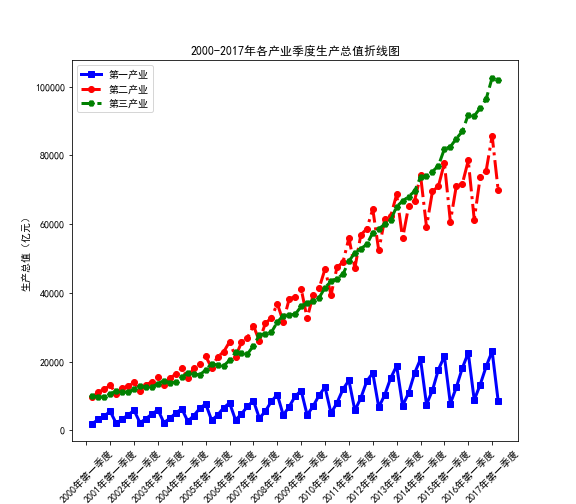 2000-2017年各产业季度生产总值折线图
第一产业
第二产业
第三产业
生产总值（亿元）
100000
80000
60000
40000
20000
0
2000年第一季度
2001年第一季度
2002年第一季度
2003年第一季度
2004年第一季度
2005年第一季度
2006年第一季度
2007年第一季度
2008年第一季度
2009年第一季度
2010年第一季度
2011年第一季度
2012年第一季度
2013年第一季度
2014年第一季度
2015年第一季度
2016年第一季度
2017年第一季度